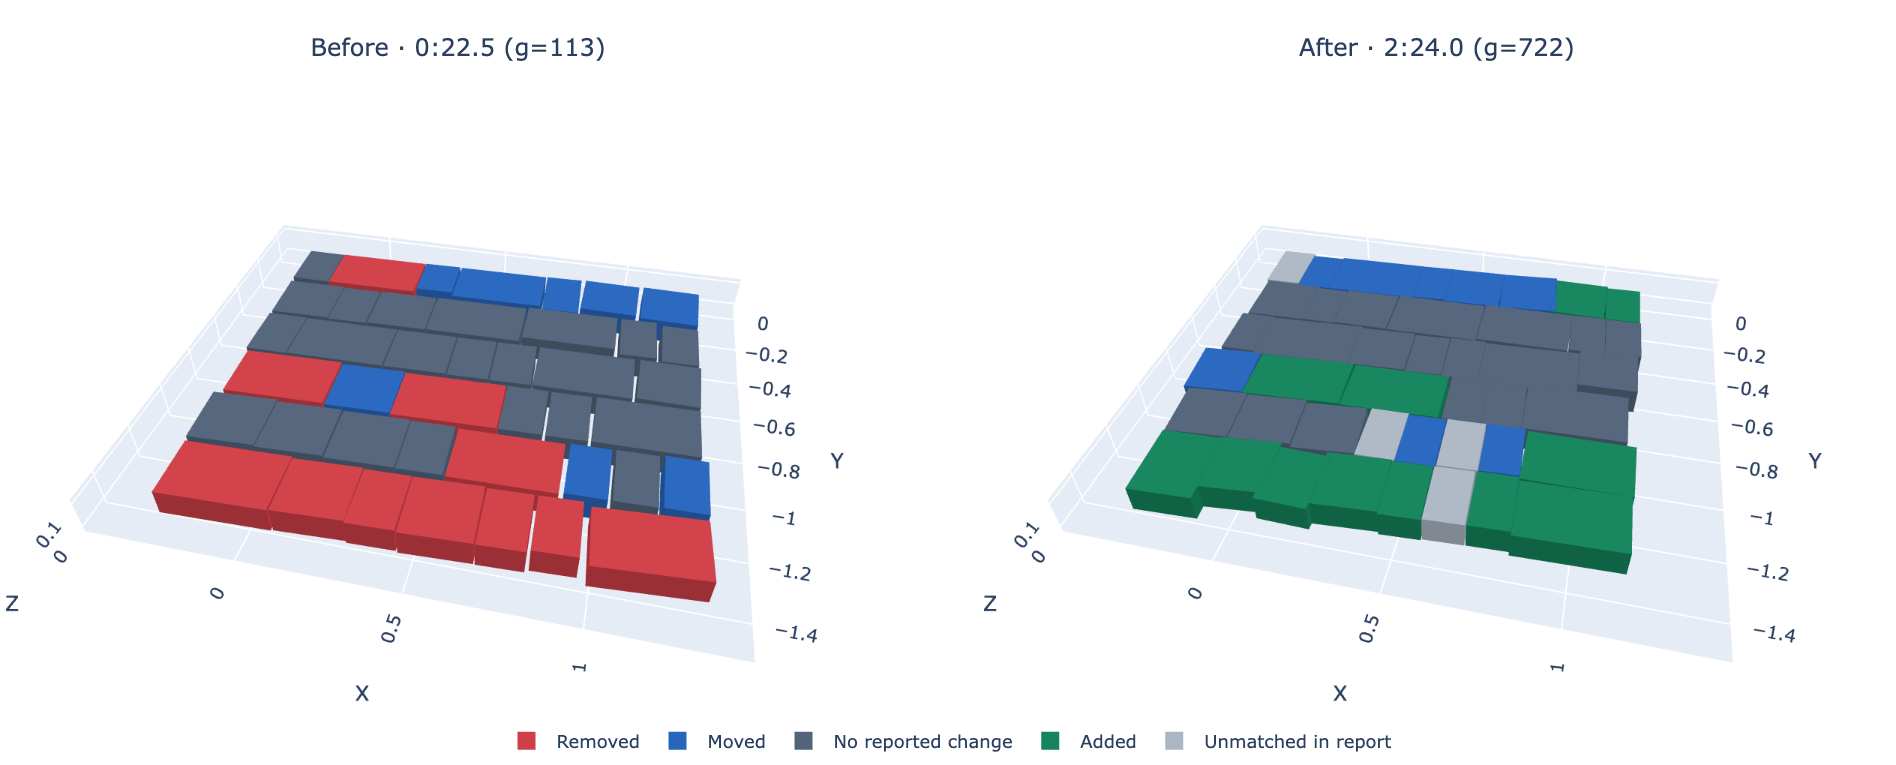 Before · 0:22.5 (g=113)
After · 2:24.0 (g=722)
0
−0.2
−0.4
−0.6
−0.8
−1
−1.2
−1.4
Y
0.1
0
Z
0
0.5
1
X
0
−0.2
−0.4
−0.6
−0.8
−1
−1.2
−1.4
Y
0.1
0
Z
0
0.5
1
X
Removed
Moved
No reported change
Added
Unmatched in report